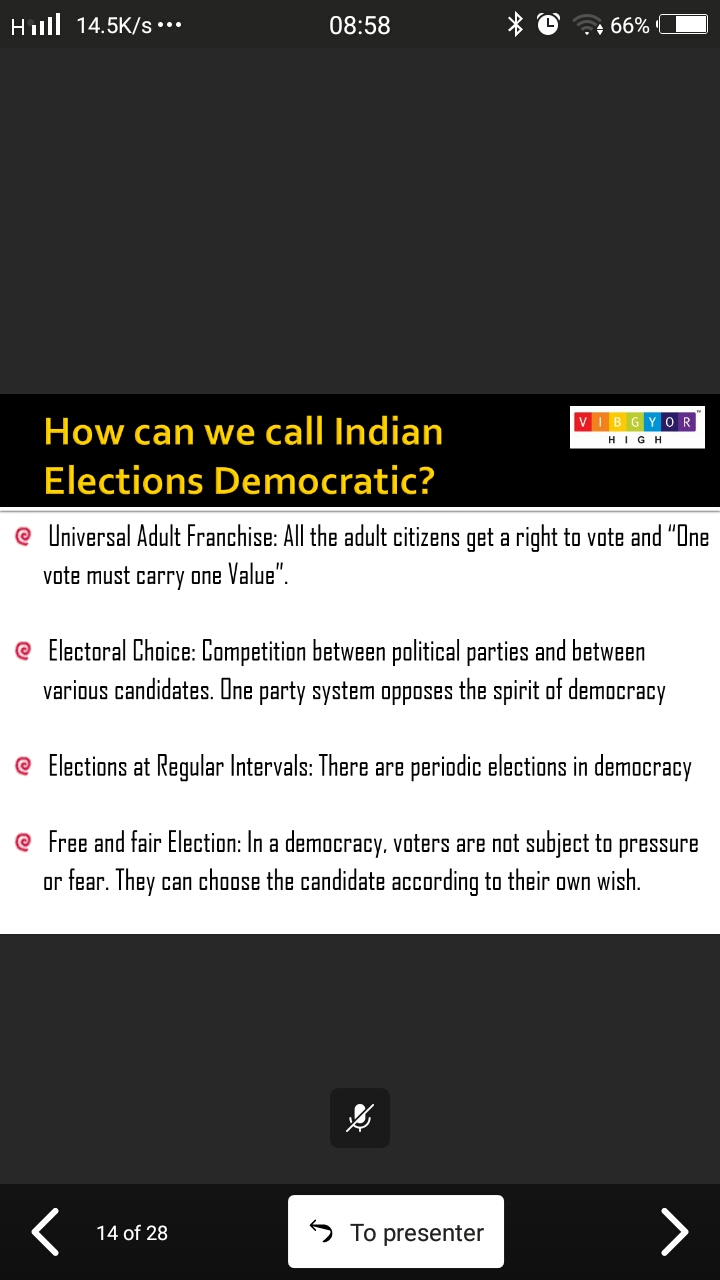 H 14.5K/s ••• 08:58 66%
How can we call Indian
Elections Democratic?
VIBGYOR™
HIGH
Universal Adult Franchise: All the adult citizens get a right to vote and “One
vote must carry one Value”.
Electoral Choice: Competition between political parties and between
various candidates. One party system opposes the spirit of democracy
Elections at Regular Intervals: There are periodic elections in democracy
Free and fair Election: In a democracy, voters are not subject to pressure
or fear. They can choose the candidate according to their own wish.
14 of 28 To presenter